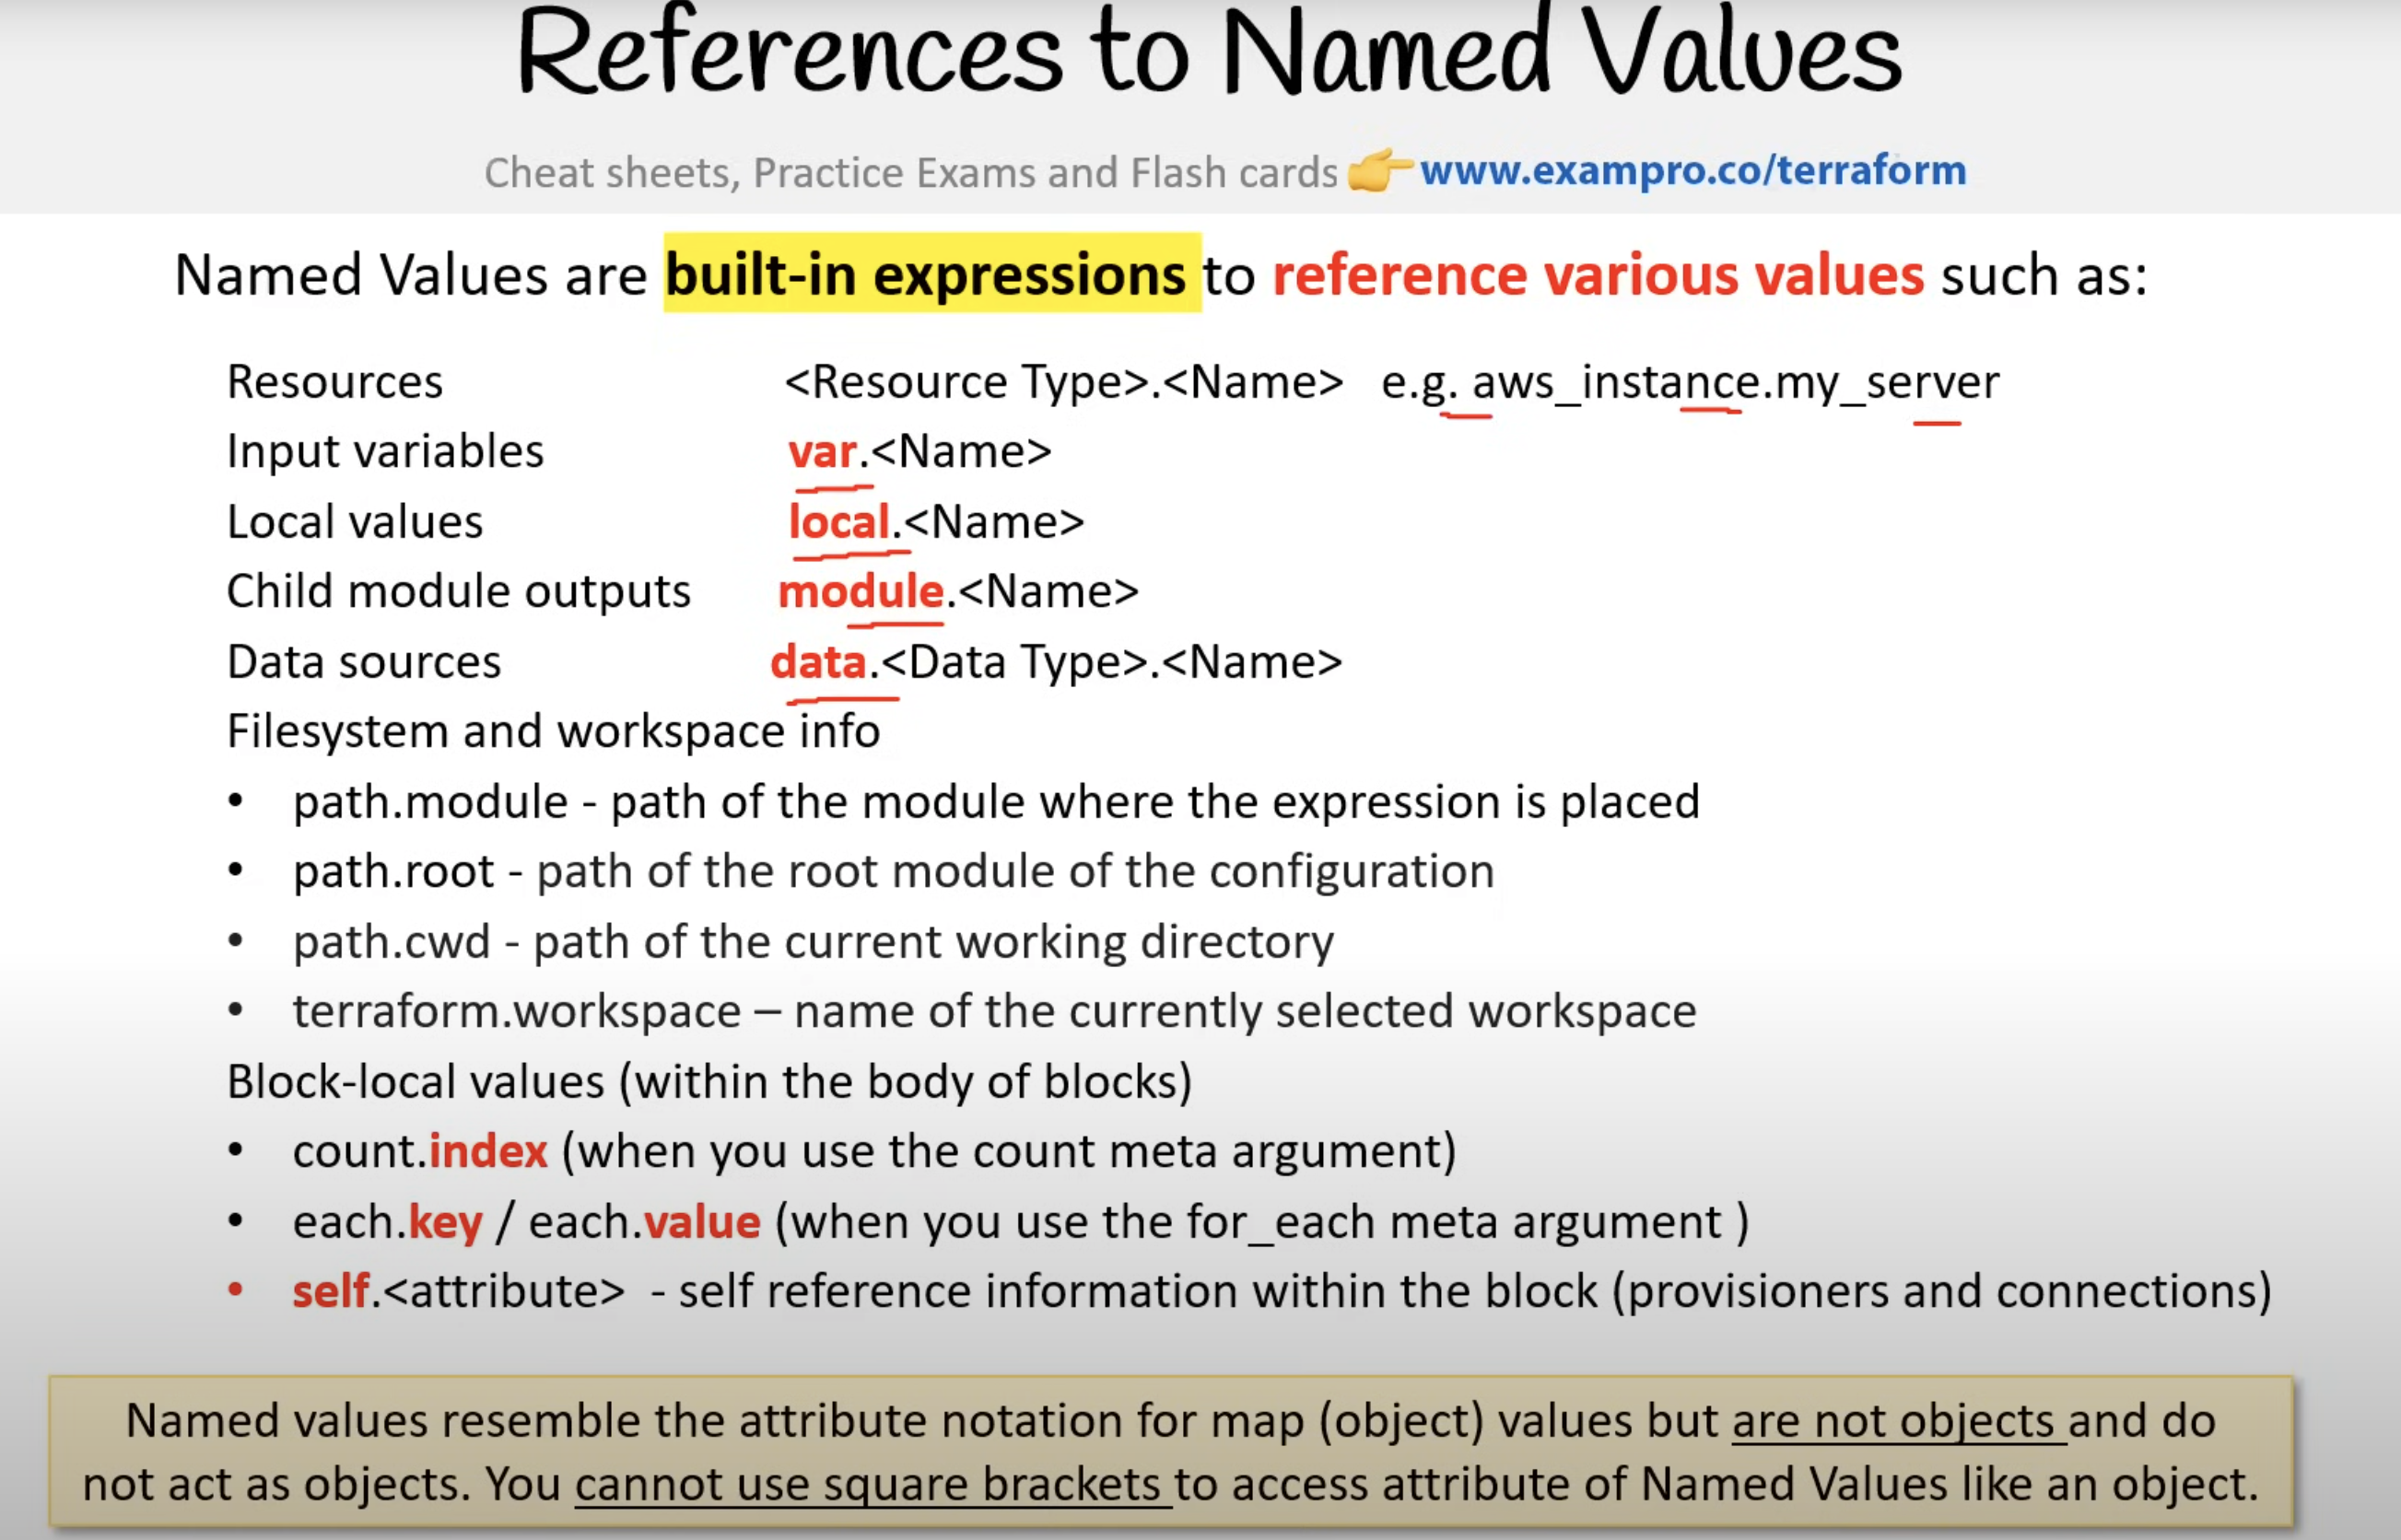 References to Named Values
Cheat sheets, Practice Exams and Flash cards 👉 www.exampro.co/terraform
Named Values are built-in expressions to reference various values such as:
Resources <Resource Type>.<Name> e.g. aws_instance.my_server
Input variables var.<Name>
Local values local.<Name>
Child module outputs module.<Name>
Data sources data.<Data Type>.<Name>
Filesystem and workspace info
• path.module - path of the module where the expression is placed
• path.root - path of the root module of the configuration
• path.cwd - path of the current working directory
• terraform.workspace – name of the currently selected workspace
Block-local values (within the body of blocks)
• count.index (when you use the count meta argument)
• each.key / each.value (when you use the for_each meta argument )
• self.<attribute> - self reference information within the block (provisioners and connections)
Named values resemble the attribute notation for map (object) values but are not objects and do
not act as objects. You cannot use square brackets to access attribute of Named Values like an object.